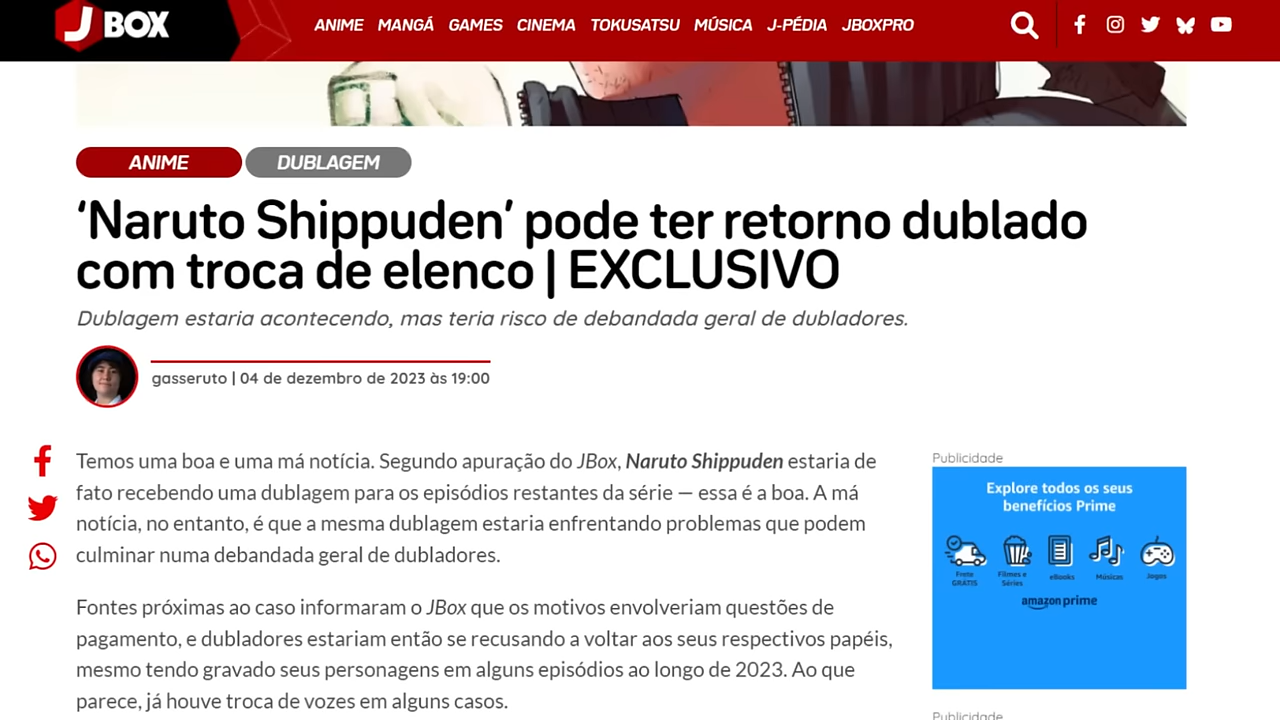 J BOX
ANIME MANGÁ GAMES CINEMA TOKUSATSU MÚSICA J-PÉDIA JBOXPRO
ANIME DUBLAGEM
‘Naruto Shippuden’ pode ter retorno dublado
com troca de elenco | EXCLUSIVO
Dublagem estaria acontecendo, mas teria risco de debandada geral de dubladores.
gasseruto | 04 de dezembro de 2023 às 19:00
Temos uma boa e uma má notícia. Segundo apuração do JBox, Naruto Shippuden estaria de
fato recebendo uma dublagem para os episódios restantes da série — essa é a boa. A má
notícia, no entanto, é que a mesma dublagem estaria enfrentando problemas que podem
culminar numa debandada geral de dubladores.
Fontes próximas ao caso informaram o JBox que os motivos envolveriam questões de
pagamento, e dubladores estariam então se recusando a voltar aos seus respectivos papéis,
mesmo tendo gravado seus personagens em alguns episódios ao longo de 2023. Ao que
parece, já houve troca de vozes em alguns casos.
Publicidade
Explore todos os seus
benefícios Prime
Frete GRÁTIS
Filmes e Séries
eBooks
Músicas
Jogos
amazon prime
Publicidade